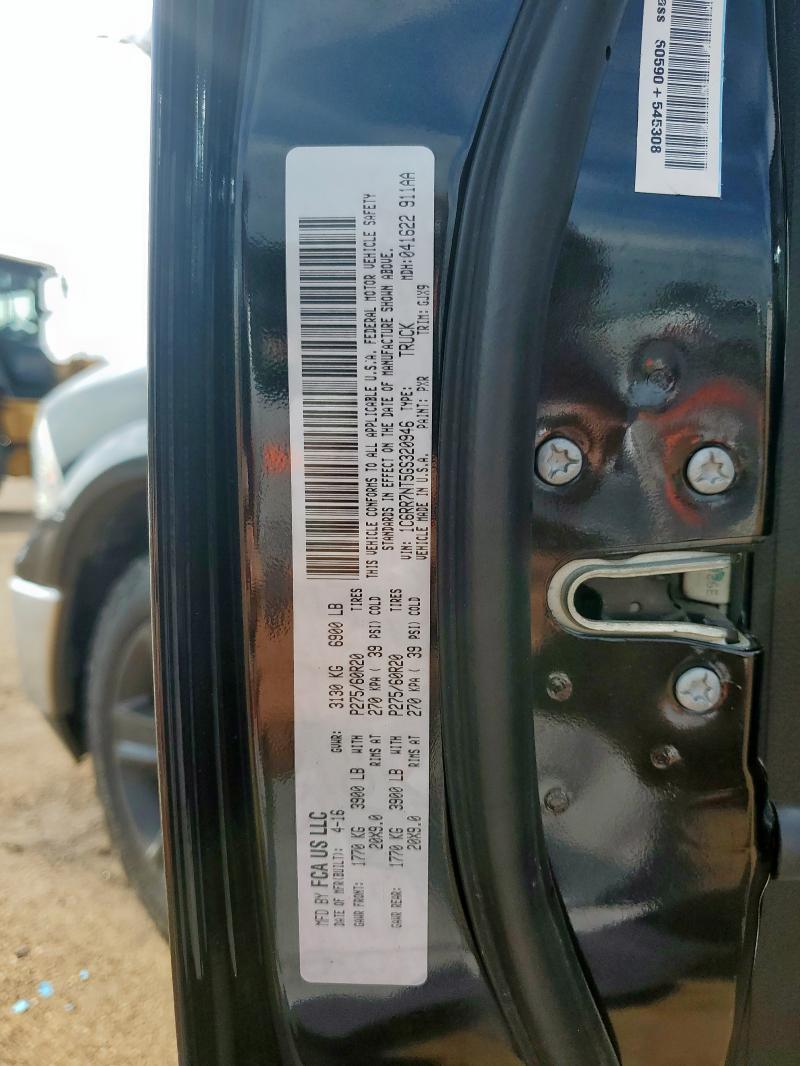 MFD BY FCA US LLC
DATE OF MFR(BUILT): 4-16 GVWR: 3130 KG 6900 LB
GAWR FRONT: 1770 KG 3900 LB WITH P275/60R20 TIRES
20X9.0 RIMS AT 270 KPA ( 39 PSI) COLD
GAWR REAR: 1770 KG 3900 LB WITH P275/60R20 TIRES
20X9.0 RIMS AT 270 KPA ( 39 PSI) COLD
THIS VEHICLE CONFORMS TO ALL APPLICABLE U.S.A. FEDERAL MOTOR VEHICLE SAFETY
STANDARDS IN EFFECT ON THE DATE OF MANUFACTURE SHOWN ABOVE.
VIN: 1C6RR7NT5GS320946 TYPE: TRUCK MDH:041622 911AA
VEHICLE MADE IN U.S.A. PAINT: PXR TRIM: GJX9
60590 + 545308